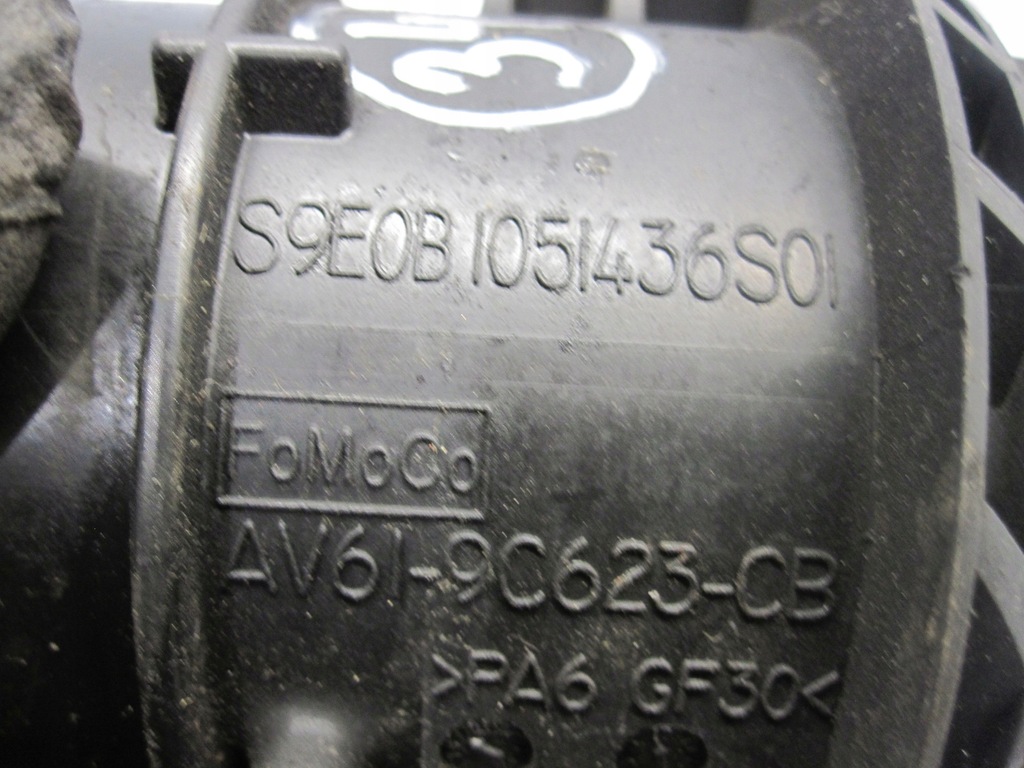 3
S9E0B1051436S01
FoMoCo
AV61-9C623-CB
>PA6 GF30<